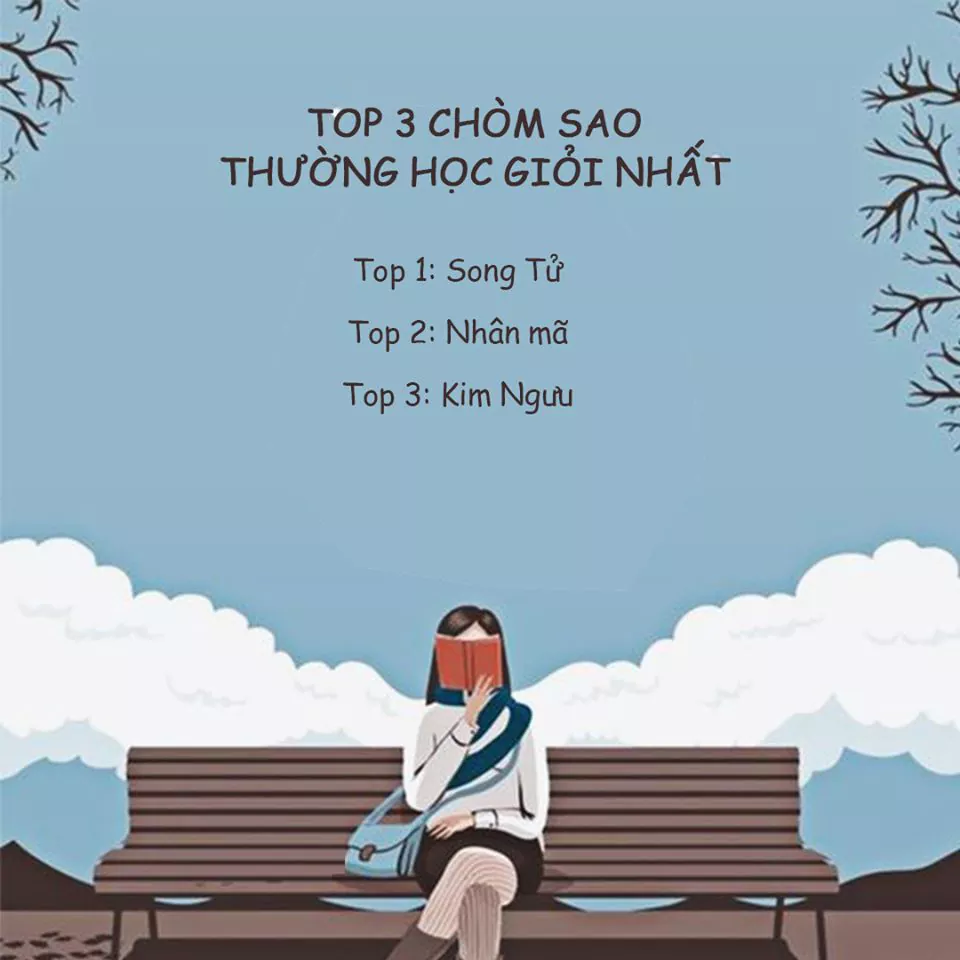 TOP 3 CHÒM SAO
THƯỜNG HỌC GIỎI NHẤT
Top 1: Song Tử
Top 2: Nhân mã
Top 3: Kim Ngưu